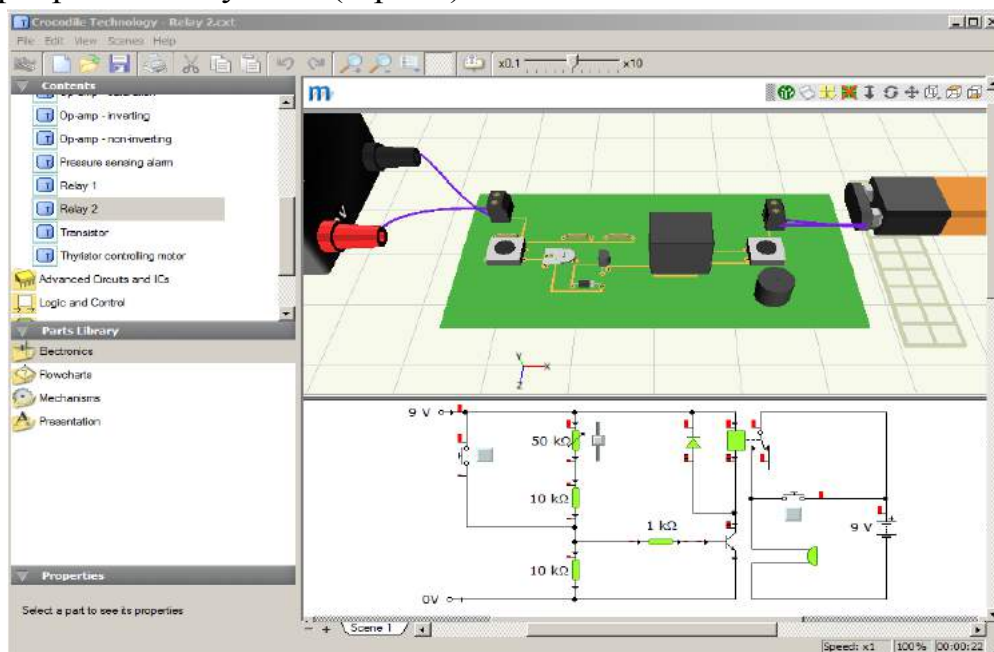 Crocodile Technology - Relay 2.cxt
File Edit View Scenes Help
x0.1 x10
Contents
Op-amp - inverting
Op-amp - non-inverting
Pressure sensing alarm
Relay 1
Relay 2
Transistor
Thyristor controlling motor
Advanced Circuits and ICs
Logic and Control
Parts Library
Electronics
Flowcharts
Mechanisms
Presentation
Properties
Select a part to see its properties
Y
X
Z
9 V
50 kΩ
10 kΩ
1 kΩ
9 V
10 kΩ
0V
- + Scene 1
Speed: x1 100% 00:00:22